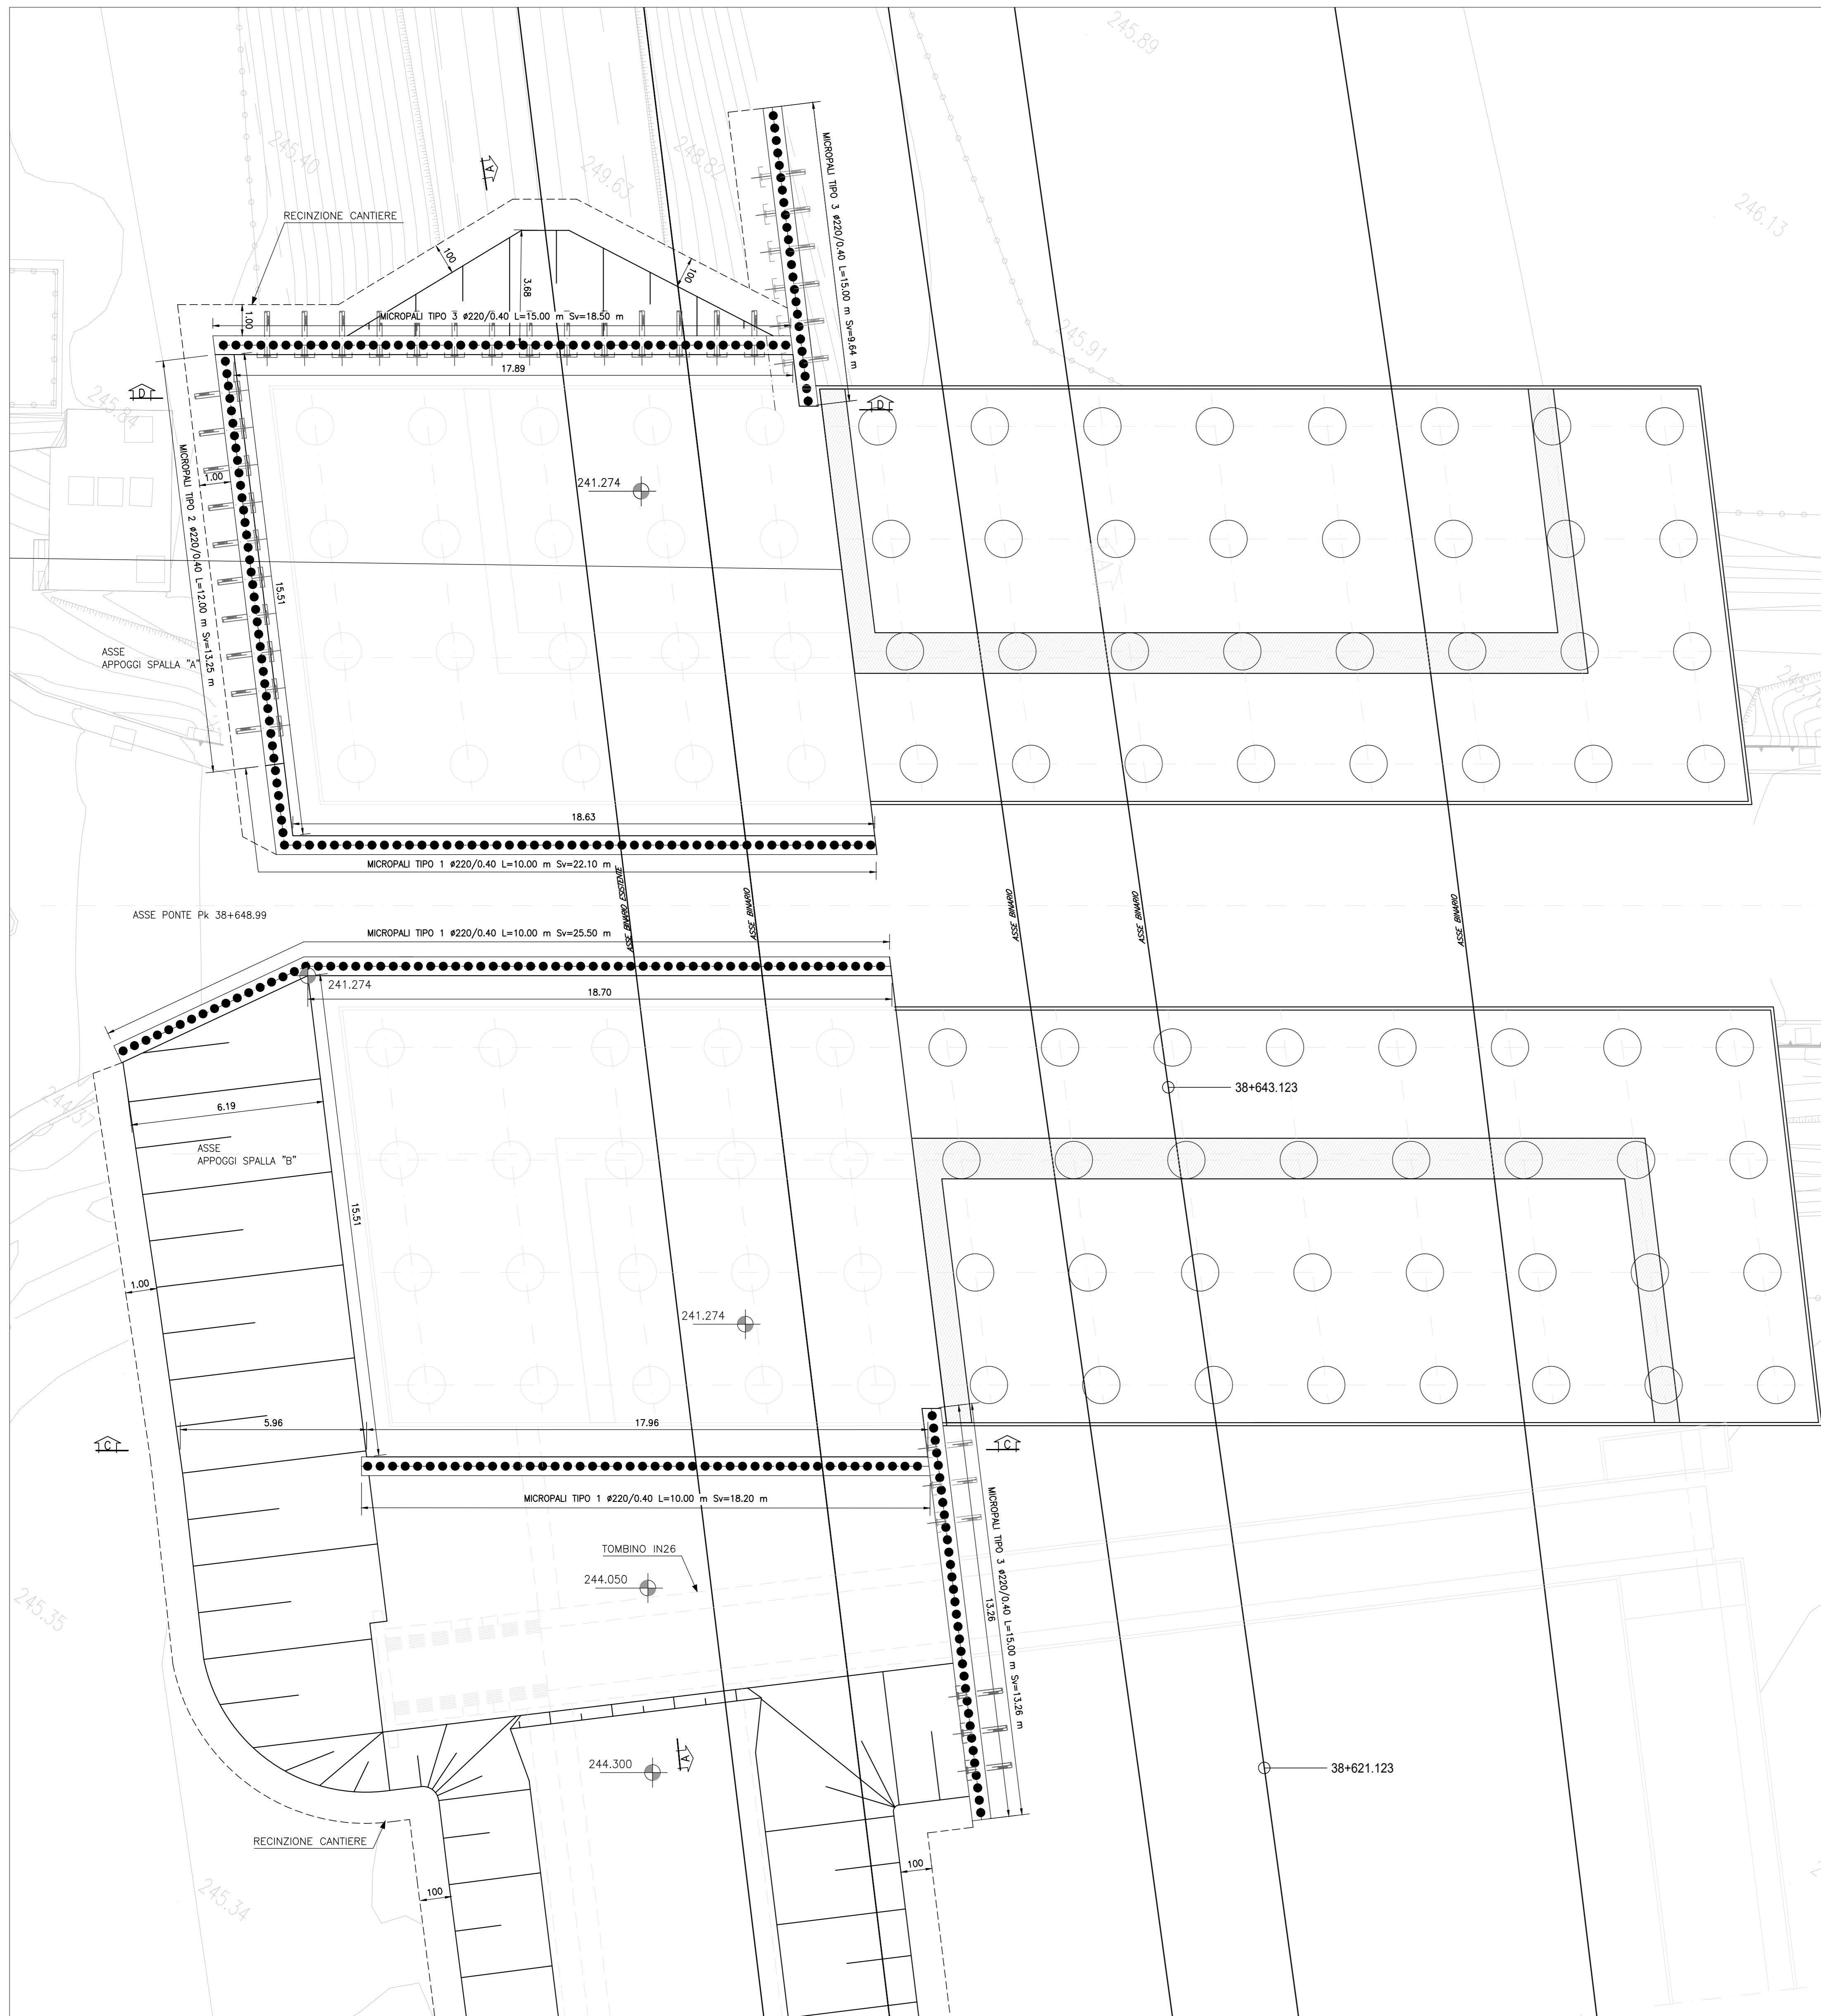 245.89
245.40
249.63
248.82
246.13
A
RECINZIONE CANTIERE
MICROPALI TIPO 3 ø220/0.40 L=15.00 m Sv=9.64 m
100
100
3.68
1.00
MICROPALI TIPO 3 ø220/0.40 L=15.00 m Sv=18.50 m
245.91
17.89
D
D
245.84
1.00
241.274
MICROPALI TIPO 2 ø220/0.40 L=12.00 m Sv=13.25 m
15.51
ASSE
APPOGGI SPALLA "A"
18.63
MICROPALI TIPO 1 ø220/0.40 L=10.00 m Sv=22.10 m
ASSE BINARIO ESISTENTE
ASSE BINARIO
ASSE BINARIO
ASSE BINARIO
ASSE BINARIO
ASSE PONTE Pk 38+648.99
MICROPALI TIPO 1 ø220/0.40 L=10.00 m Sv=25.50 m
241.274
18.70
38+643.123
244.37
6.19
ASSE
APPOGGI SPALLA "B"
15.51
1.00
241.274
5.96
17.96
C
C
MICROPALI TIPO 1 ø220/0.40 L=10.00 m Sv=18.20 m
MICROPALI TIPO 3 ø220/0.40 L=15.00 m Sv=13.26 m
13.26
TOMBINO IN26
244.050
245.35
244.300
A
38+621.123
RECINZIONE CANTIERE
100
100
245.34